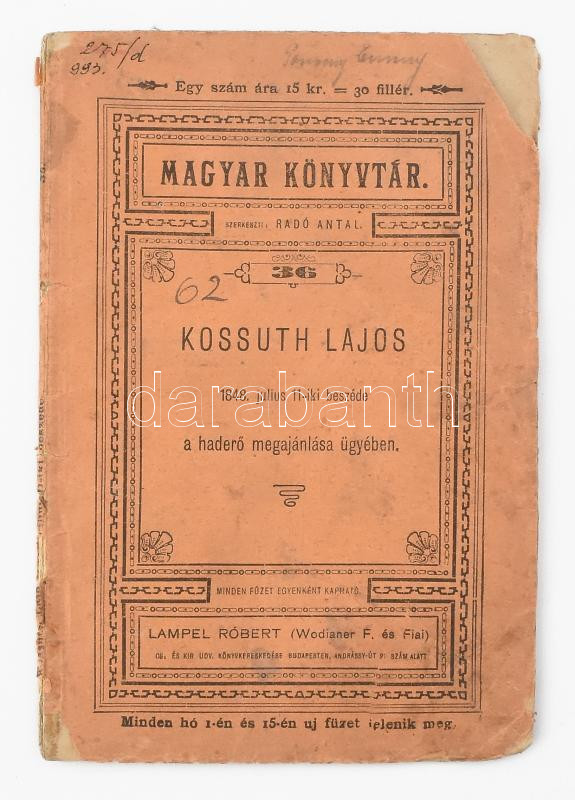 275/d
993.
Egy szám ára 15 kr. = 30 fillér.
MAGYAR KÖNYVTÁR.
SZERKESZTI: RADÓ ANTAL.
36
62
KOSSUTH LAJOS
1848. julius 11-iki beszéde
darabanth
a haderő megajánlása ügyében.
MINDEN FÜZET EGYENKÉNT KAPHATÓ.
LAMPEL RÓBERT (Wodianer F. és Fiai)
CS. ÉS KIR. UDV. KÖNYVKERESKEDÉSE BUDAPESTEN, ANDRÁSSY-ÚT 21. SZÁM ALATT
Minden hó 1-én és 15-én uj füzet jelenik meg.